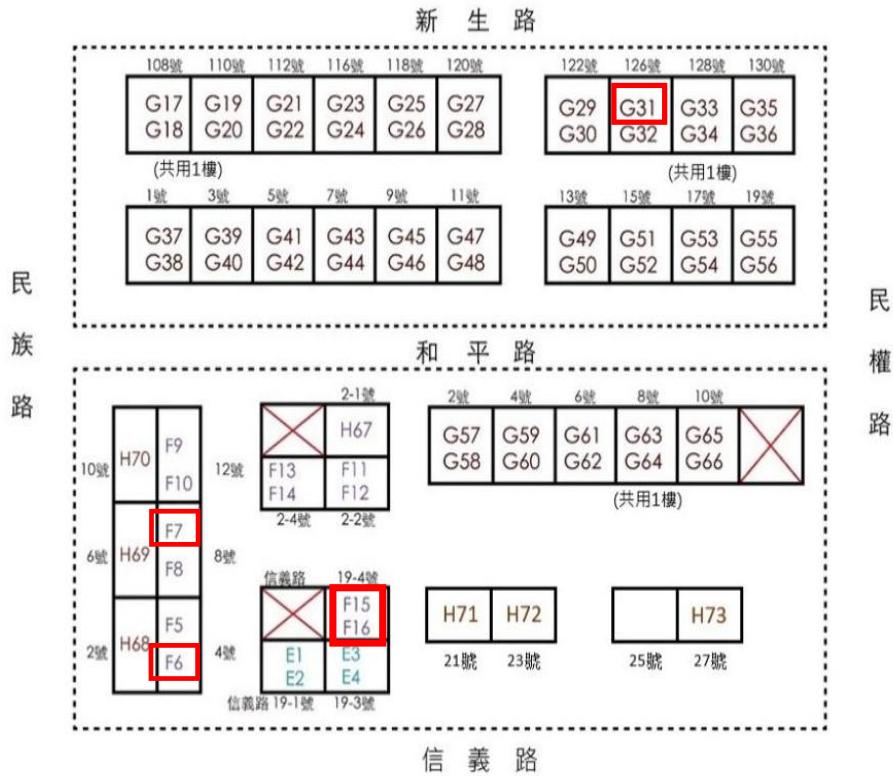 新生路
108號 110號 112號 116號 118號 120號 122號 126號 128號 130號
G17 G19 G21 G23 G25 G27 G29 G31 G33 G35
G18 G20 G22 G24 G26 G28 G30 G32 G34 G36
(共用1樓) (共用1樓)
1號 3號 5號 7號 9號 11號 13號 15號 17號 19號
G37 G39 G41 G43 G45 G47 G49 G51 G53 G55
G38 G40 G42 G44 G46 G48 G50 G52 G54 G56
民族路
民權路
和平路
10號 H70 F9
F10 12號
6號 H69 F7
F8 8號
2號 H68 F5
F6 4號
2-1號
H67
F13 F11
F14 F12
2-4號 2-2號
2號 4號 6號 8號 10號
G57 G59 G61 G63 G65
G58 G60 G62 G64 G66
(共用1樓)
信義路 19-4號
F15
F16
E1 E3
E2 E4
信義路 19-1號 19-3號
H71 H72 H73
21號 23號 25號 27號
信義路